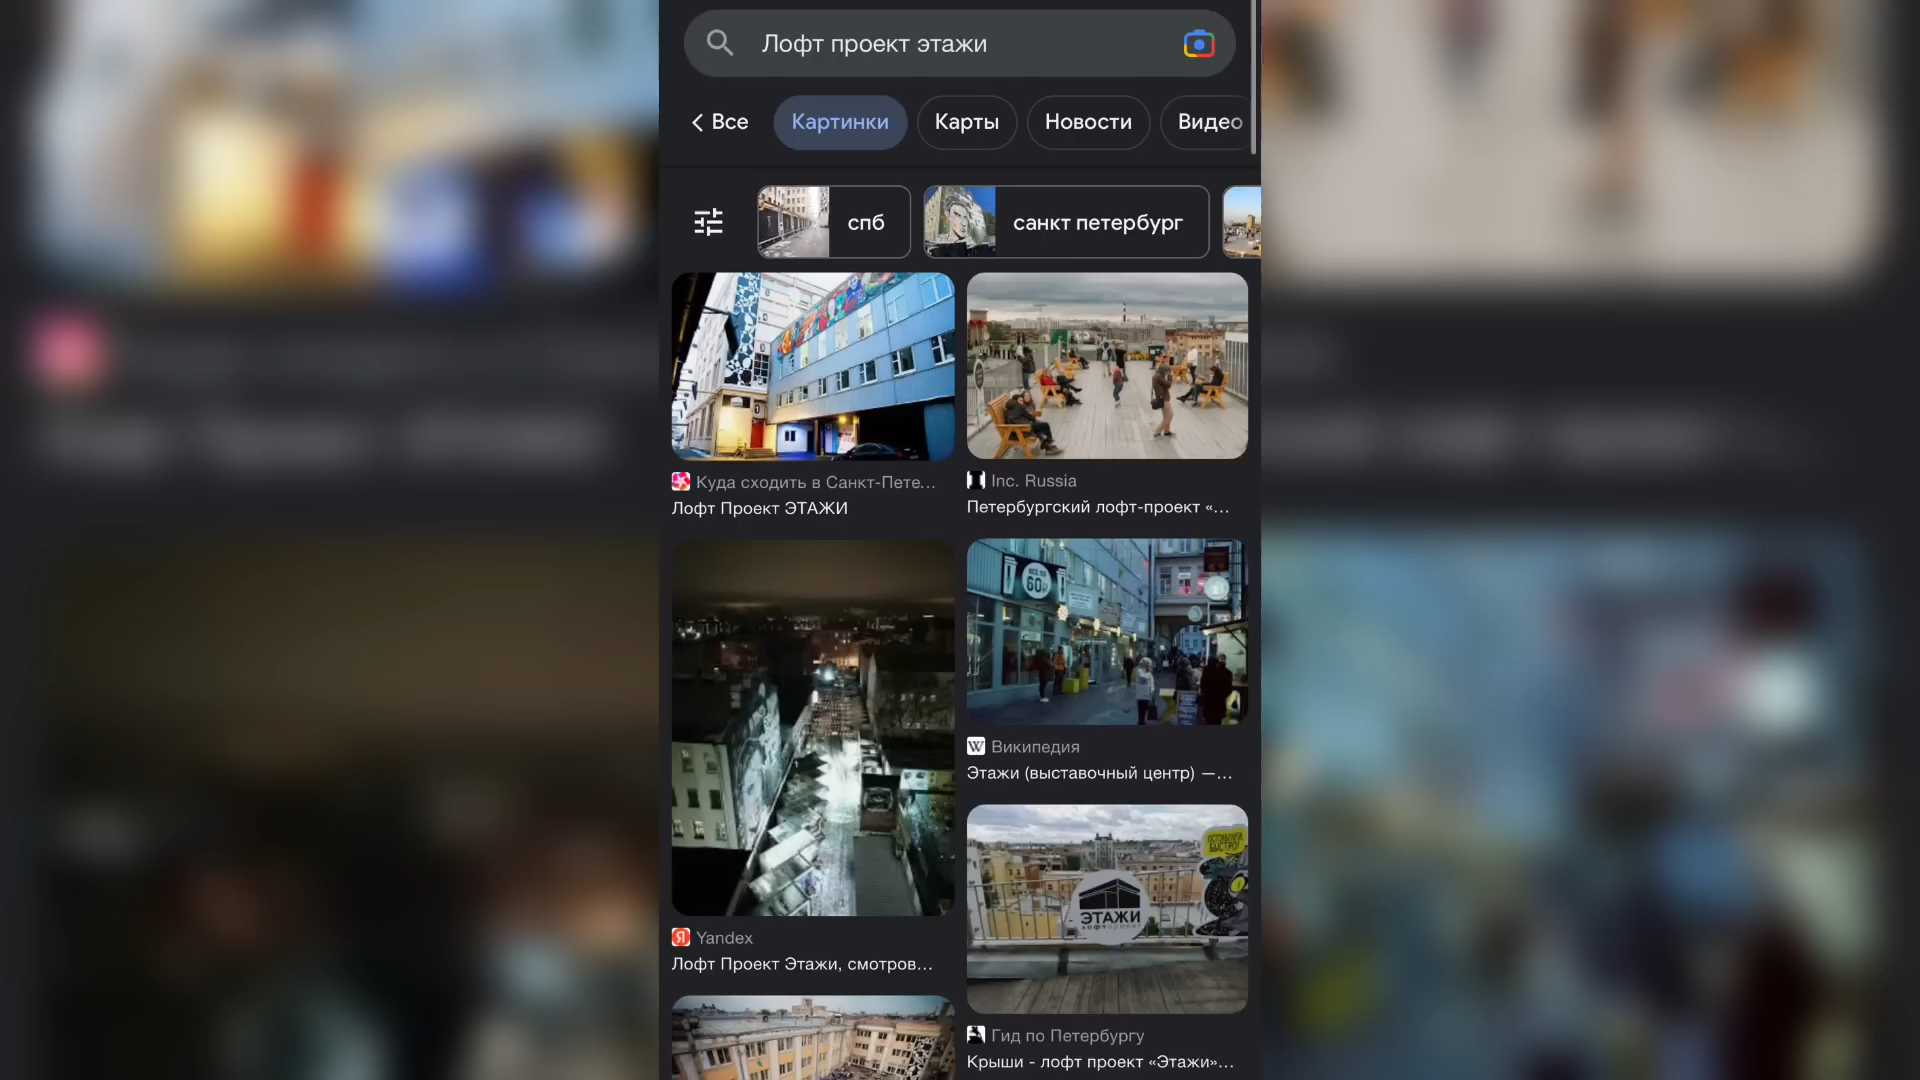 Лофт проект этажи
Все
Картинки
Карты
Новости
Видео
спб
санкт петербург
Куда сходить в Санкт-Пете...
Лофт Проект ЭТАЖИ
Inc. Russia
Петербургский лофт-проект «...
60₽
W Википедия
Этажи (выставочный центр) —...
Я Yandex
Лофт Проект Этажи, смотров...
БЫСТРО!
ЭТАЖИ
Гид по Петербургу
Крыши - лофт проект «Этажи»...